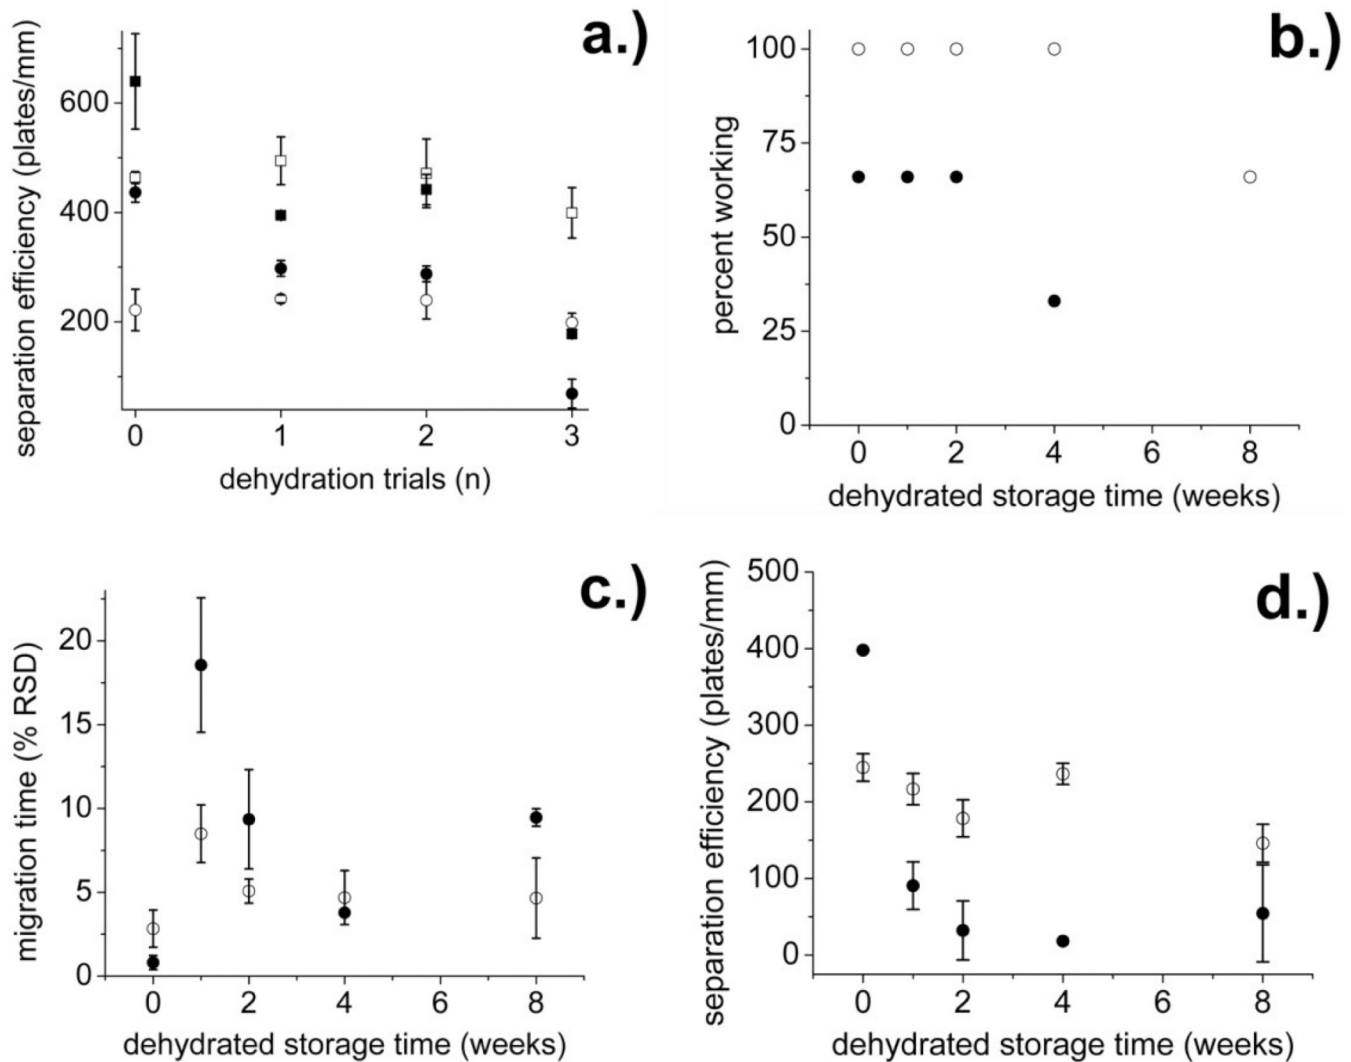 a.)
separation efficiency (plates/mm)
600
400
200
0 1 2 3
dehydration trials (n)
b.)
percent working
100
75
50
25
0
0 2 4 6 8
dehydrated storage time (weeks)
c.)
migration time (% RSD)
20
15
10
5
0
0 2 4 6 8
dehydrated storage time (weeks)
d.)
separation efficiency (plates/mm)
500
400
300
200
100
0
0 2 4 6 8
dehydrated storage time (weeks)